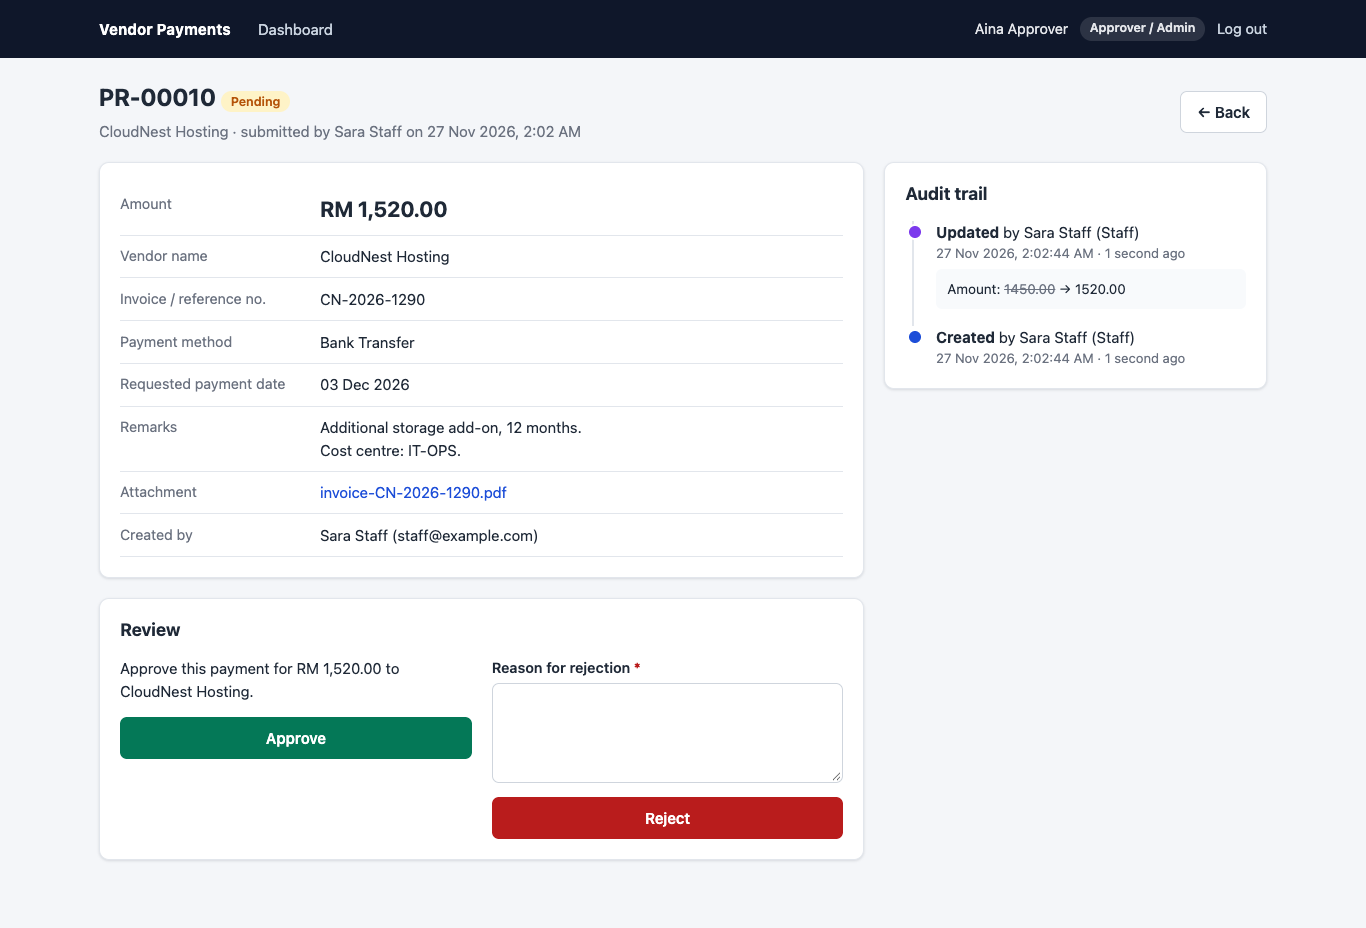 Vendor Payments
Dashboard
Aina Approver
Approver / Admin
Log out
PR-00010
Pending
CloudNest Hosting · submitted by Sara Staff on 27 Nov 2026, 2:02 AM
← Back
Amount
RM 1,520.00
Vendor name
CloudNest Hosting
Invoice / reference no.
CN-2026-1290
Payment method
Bank Transfer
Requested payment date
03 Dec 2026
Remarks
Additional storage add-on, 12 months.
Cost centre: IT-OPS.
Attachment
invoice-CN-2026-1290.pdf
Created by
Sara Staff (staff@example.com)
Audit trail
Updated by Sara Staff (Staff)
27 Nov 2026, 2:02:44 AM · 1 second ago
Amount: 1450.00 → 1520.00
Created by Sara Staff (Staff)
27 Nov 2026, 2:02:44 AM · 1 second ago
Review
Approve this payment for RM 1,520.00 to
CloudNest Hosting.
Approve
Reason for rejection *
Reject